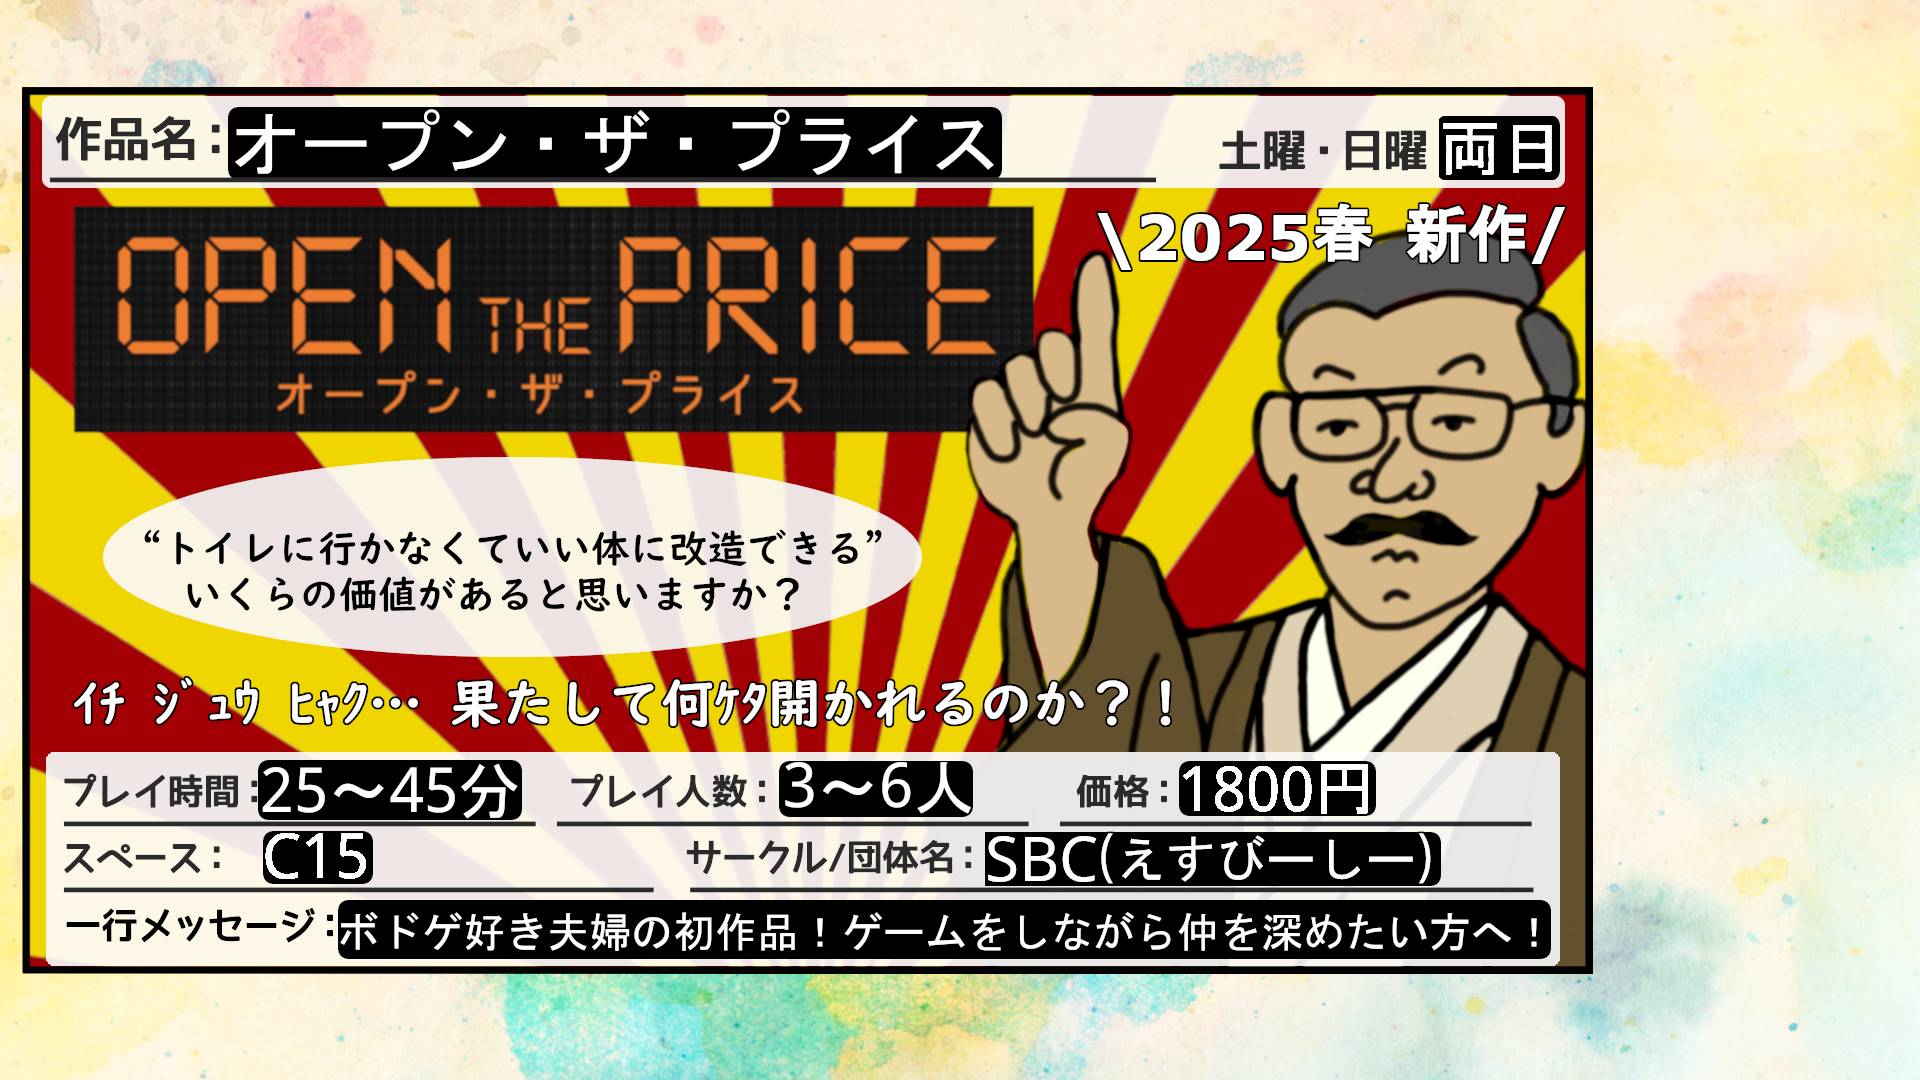 作品名：オープン・ザ・プライス
土曜・日曜 両日
\2025春 新作/
OPEN THE PRICE
オープン・ザ・プライス
“トイレに行かなくていい体に改造できる”
いくらの価値があると思いますか？
ｲﾁ ｼﾞｭｳ ﾋｬｸ… 果たして何ｹﾀ開かれるのか？！
プレイ時間：25〜45分 プレイ人数：3〜6人 価格：1800円
スペース： C15 サークル/団体名：SBC(えすびーしー)
一行メッセージ：ボドゲ好き夫婦の初作品！ゲームをしながら仲を深めたい方へ！